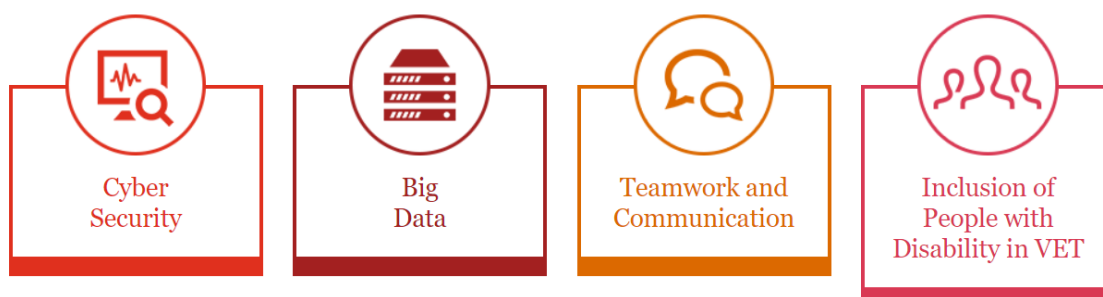 Cyber
Security
Big
Data
Teamwork and
Communication
Inclusion of
People with
Disability in VET